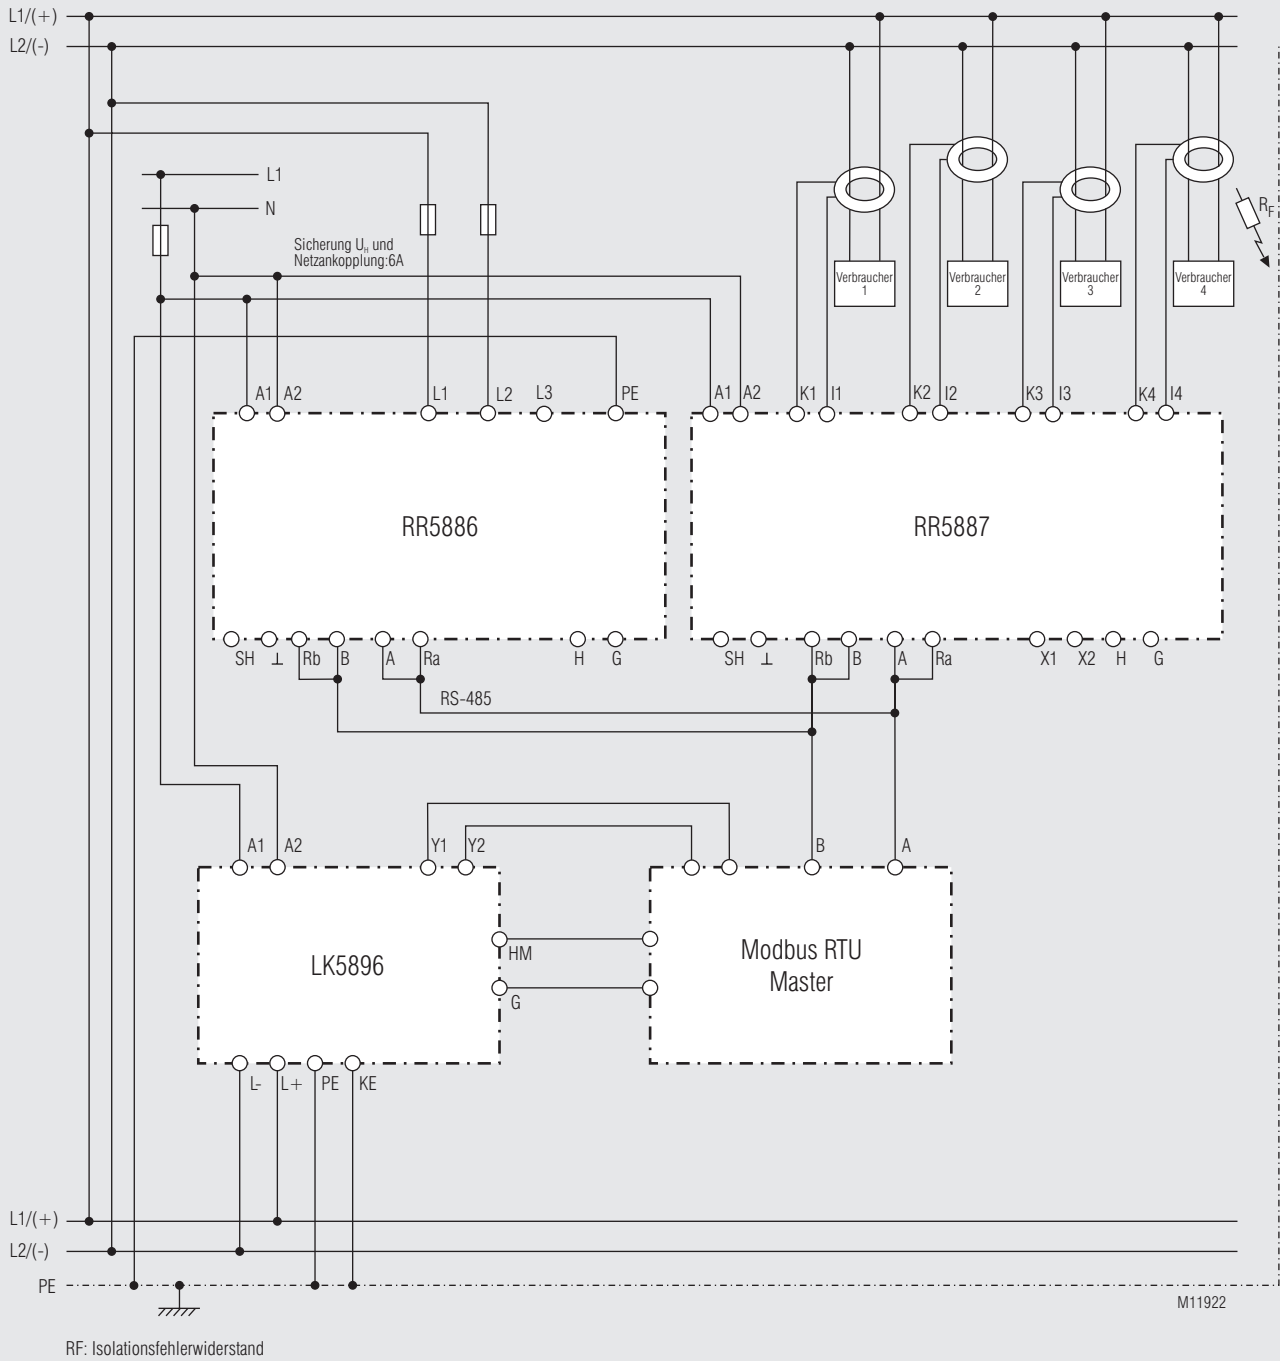 L1/(+)
L2/(-)
L1
N
Sicherung UH und
Netzankopplung:6A
RF
Verbraucher
1
Verbraucher
2
Verbraucher
3
Verbraucher
4
A1
A2
L1
L2
L3
PE
A1
A2
K1
I1
K2
I2
K3
I3
K4
I4
RR5886
RR5887
SH
⊥
Rb
B
A
Ra
H
G
SH
⊥
Rb
B
A
Ra
X1
X2
H
G
RS-485
A1
A2
Y1
Y2
B
A
LK5896
HM
G
Modbus RTU
Master
L-
L+
PE
KE
L1/(+)
L2/(-)
PE
M11922
RF: Isolationsfehlerwiderstand